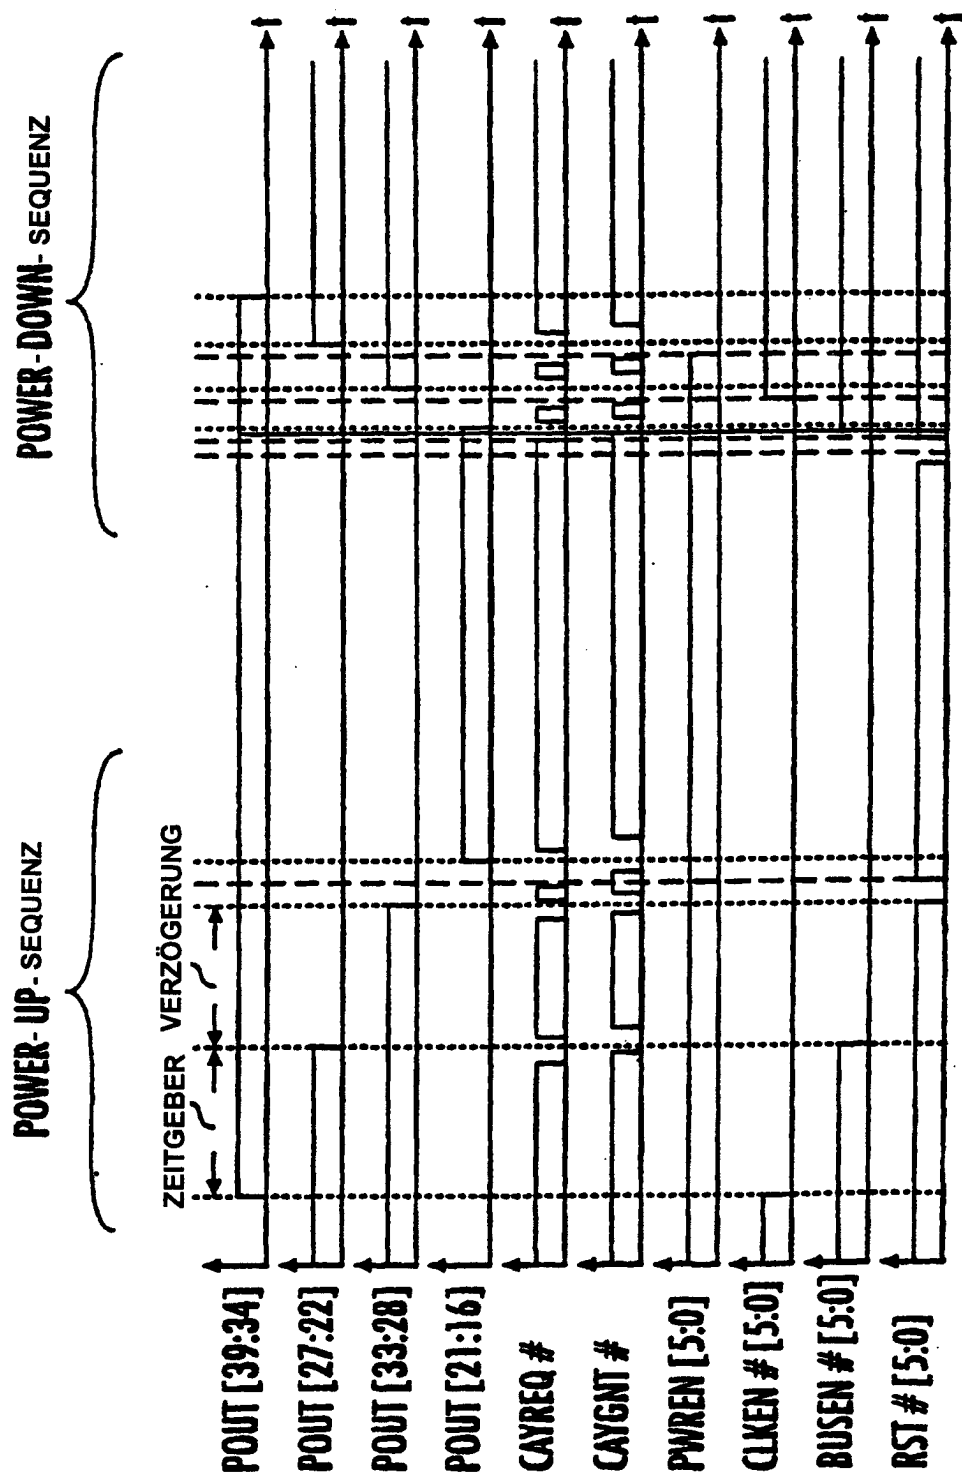 POWER-UP-SEQUENZ
POWER-DOWN-SEQUENZ
ZEITGEBER VERZÖGERUNG
POUT [39:34]
t
POUT [27:22]
t
POUT [33:28]
t
POUT [21:16]
t
CAYREQ #
t
CAYGNT #
t
PWREN [5:0]
t
CLKEN # [5:0]
t
BUSEN # [5:0]
t
RST # [5:0]
t